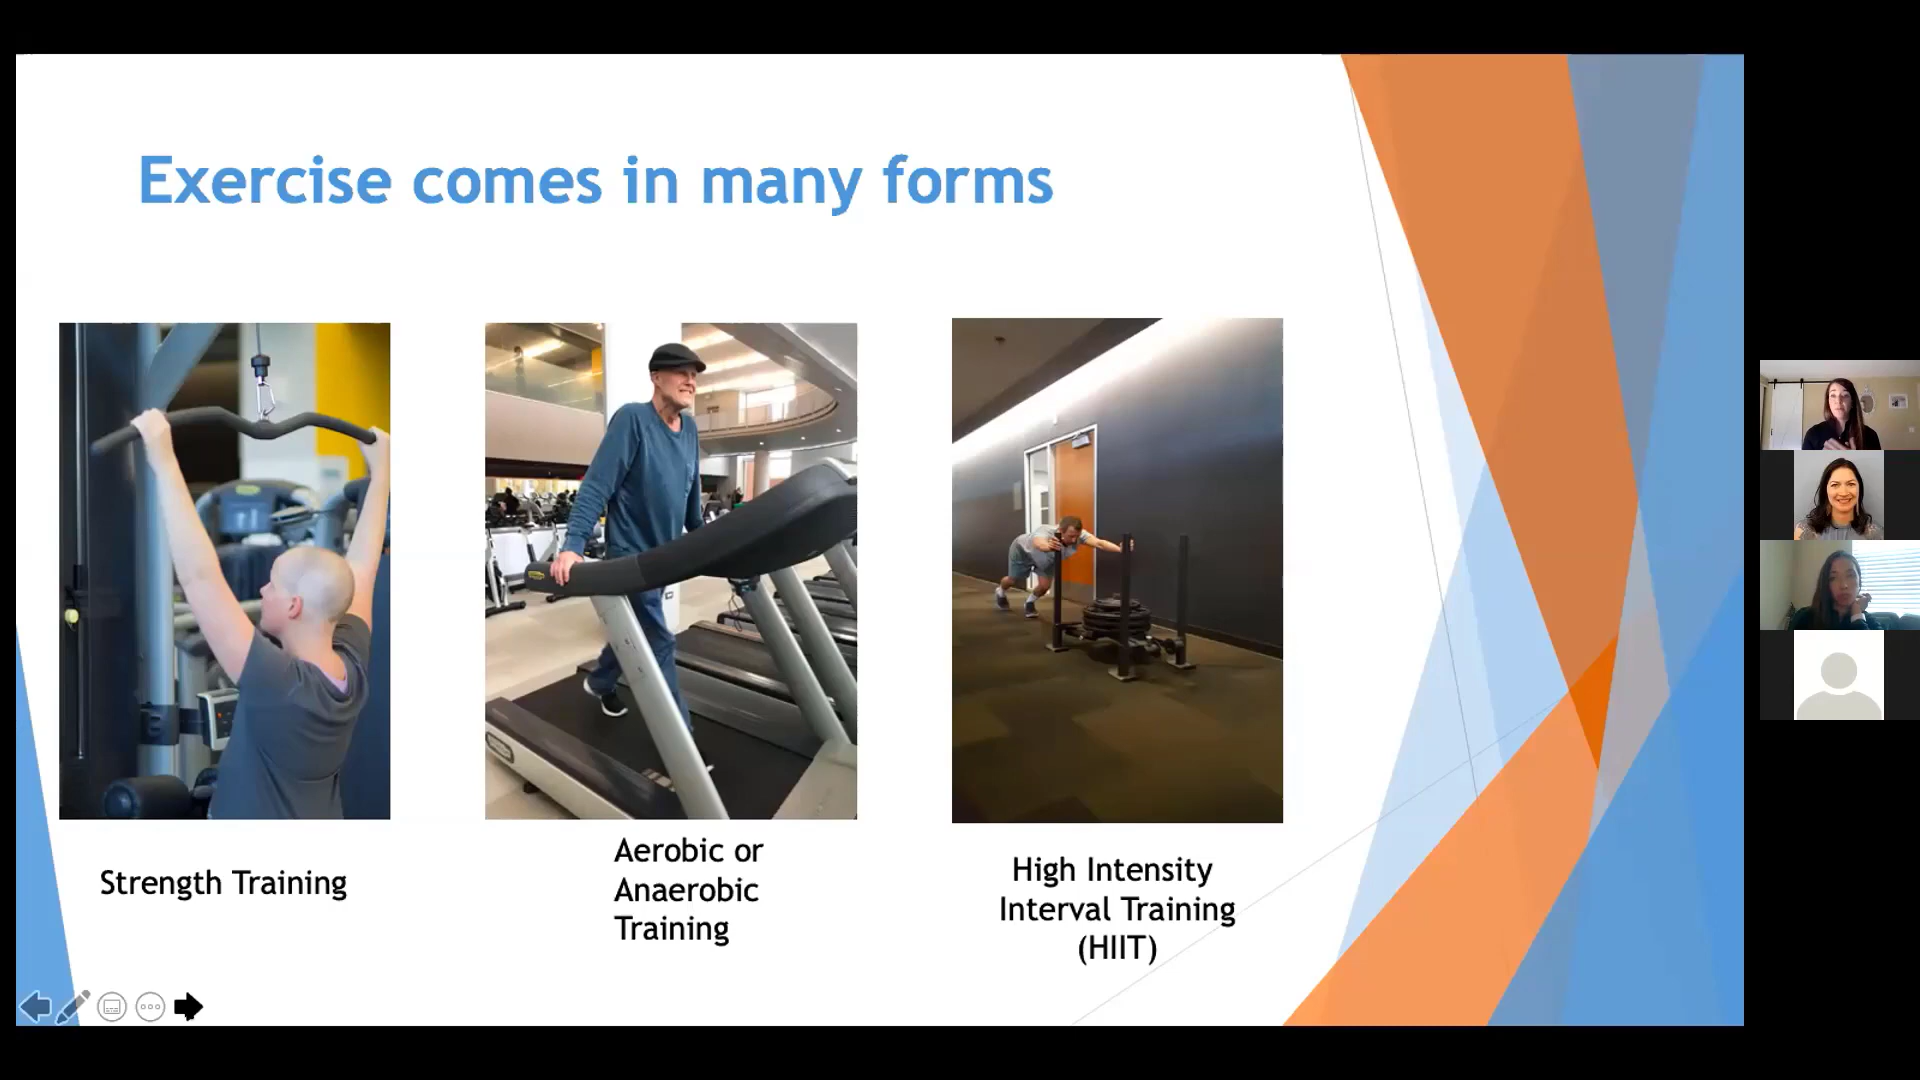 Exercise comes in many forms
Strength Training
Aerobic or
Anaerobic
Training
High Intensity
Interval Training
(HIIT)